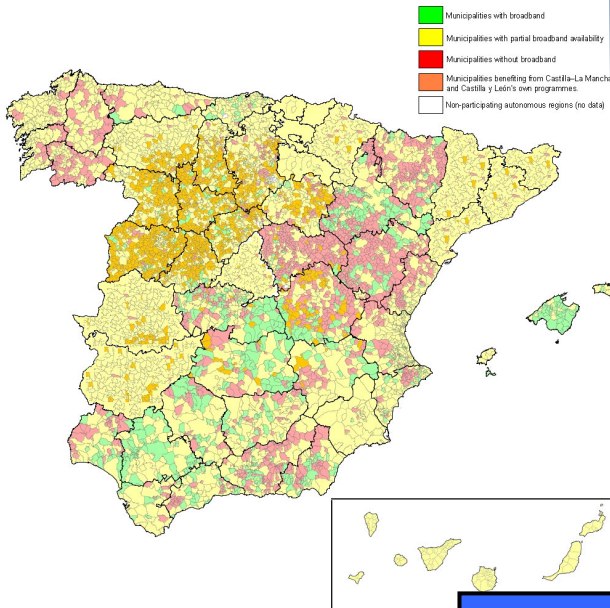 Municipalities with broadband
Municipalities with partial broadband availability
Municipalities without broadband
Municipalities benefiting from Castilla–La Mancha
and Castilla y León's own programmes.
Non-participating autonomous regions (no data)